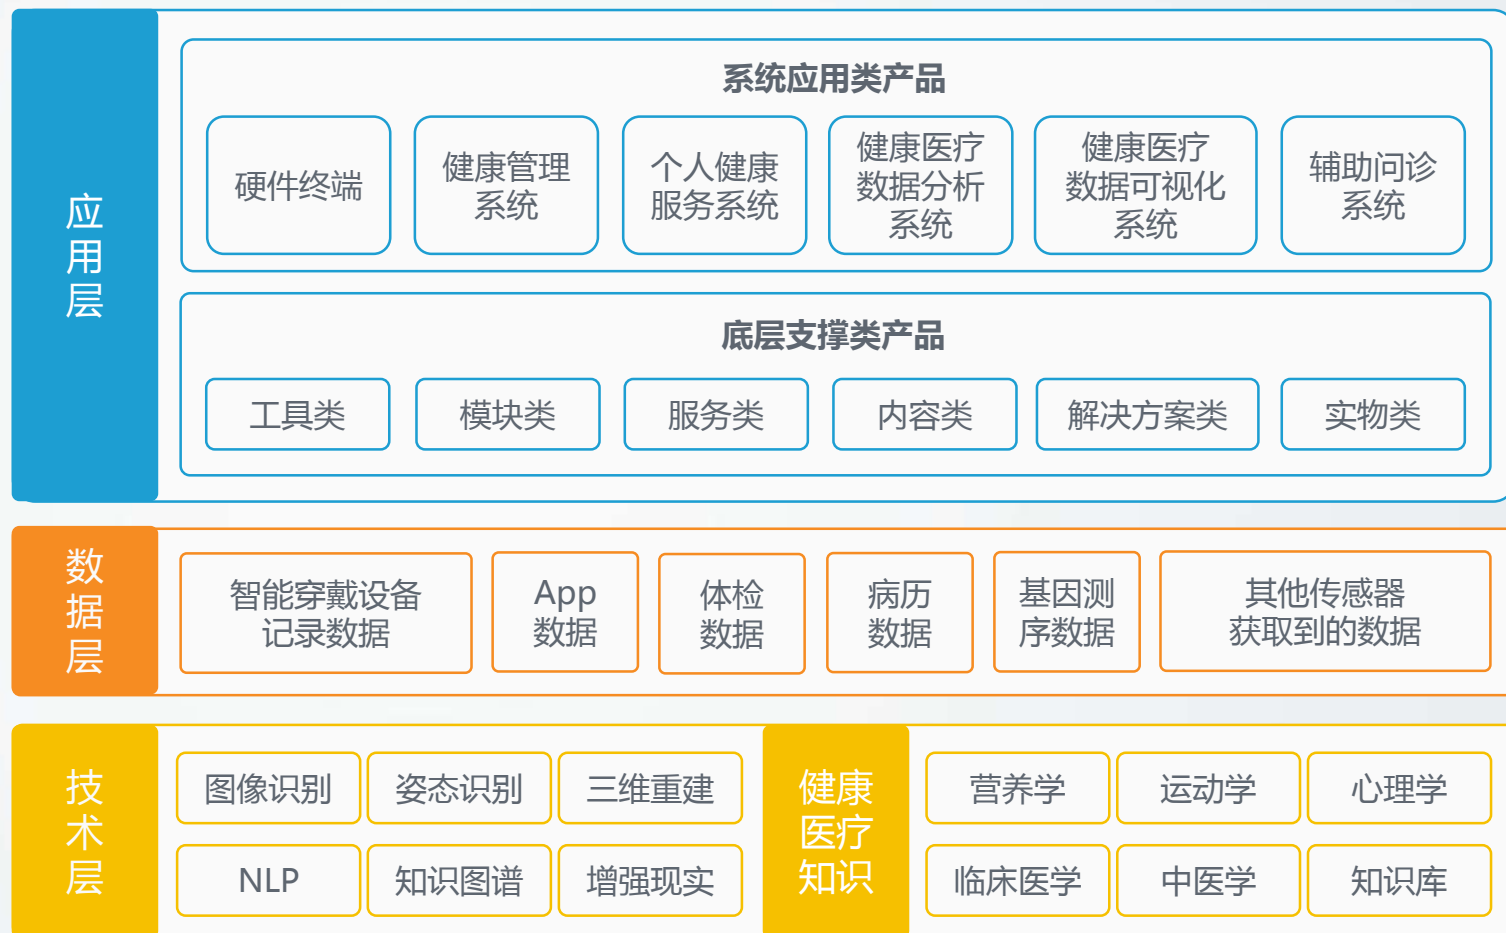 应
用
层
系统应用类产品
硬件终端
健康管理
系统
个人健康
服务系统
健康医疗
数据分析
系统
健康医疗
数据可视化
系统
辅助问诊
系统
底层支撑类产品
工具类
模块类
服务类
内容类
解决方案类
实物类
数
据
层
智能穿戴设备
记录数据
App
数据
体检
数据
病历
数据
基因测
序数据
其他传感器
获取到的数据
技
术
层
图像识别
姿态识别
三维重建
NLP
知识图谱
增强现实
健康
医疗
知识
营养学
运动学
心理学
临床医学
中医学
知识库